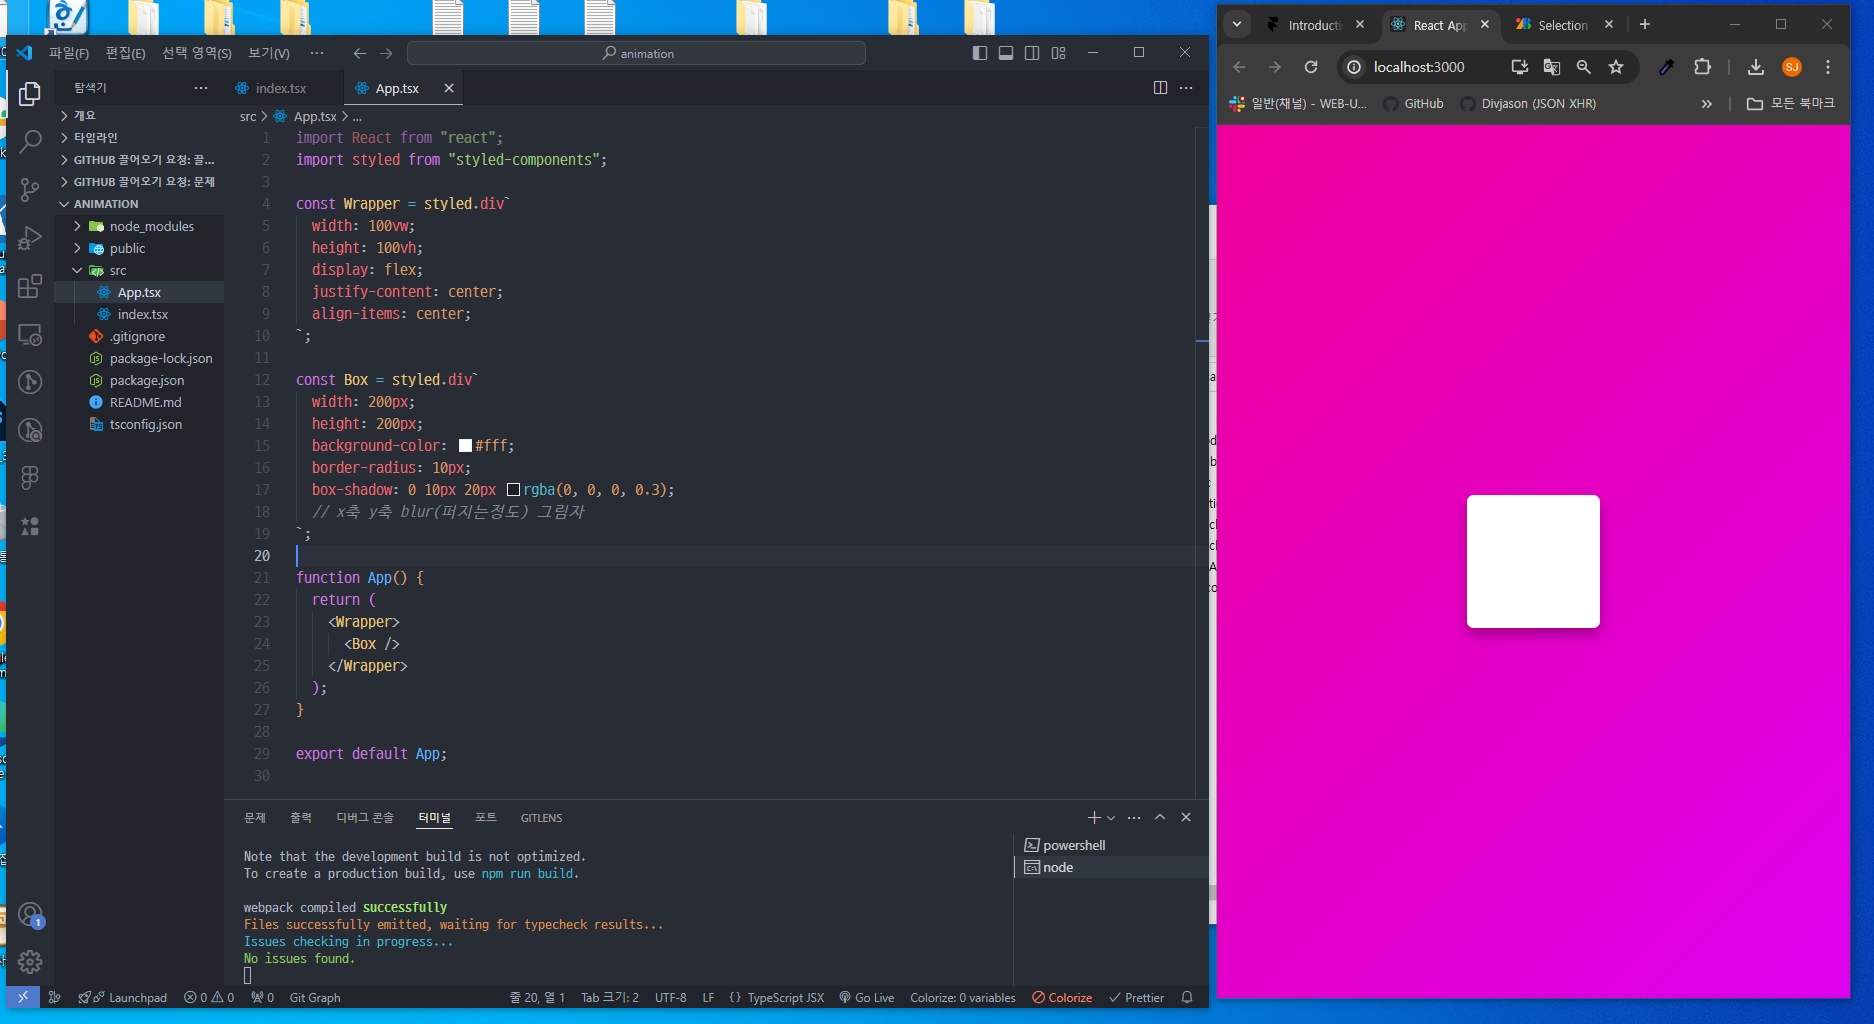 파일(F) 편집(E) 선택 영역(S) 보기(V) ··· animation
탐색기 ···
개요
타임라인
GITHUB 끌어오기 요청: 끌...
GITHUB 끌어오기 요청: 문제
ANIMATION
node_modules
public
src
App.tsx
index.tsx
.gitignore
package-lock.json
package.json
README.md
tsconfig.json
index.tsx App.tsx
src > App.tsx > ...
1 import React from "react";
2 import styled from "styled-components";
3
4 const Wrapper = styled.div`
5 width: 100vw;
6 height: 100vh;
7 display: flex;
8 justify-content: center;
9 align-items: center;
10 `;
11
12 const Box = styled.div`
13 width: 200px;
14 height: 200px;
15 background-color: #fff;
16 border-radius: 10px;
17 box-shadow: 0 10px 20px rgba(0, 0, 0, 0.3);
18 // x축 y축 blur(퍼지는정도) 그림자
19 `;
20
21 function App() {
22 return (
23 <Wrapper>
24 <Box />
25 </Wrapper>
26 );
27 }
28
29 export default App;
30
문제 출력 디버그 콘솔 터미널 포트 GITLENS
Note that the development build is not optimized.
To create a production build, use npm run build.
webpack compiled successfully
Files successfully emitted, waiting for typecheck results...
Issues checking in progress...
No issues found.
powershell
node
1
Launchpad 0 0 0 Git Graph 줄 20, 열 1 Tab 크기: 2 UTF-8 LF {} TypeScript JSX Go Live Colorize: 0 variables Colorize Prettier
Introducti React App Selection
localhost:3000 SJ
일반(채널) - WEB-U... GitHub Divjason (JSON XHR) » 모든 북마크